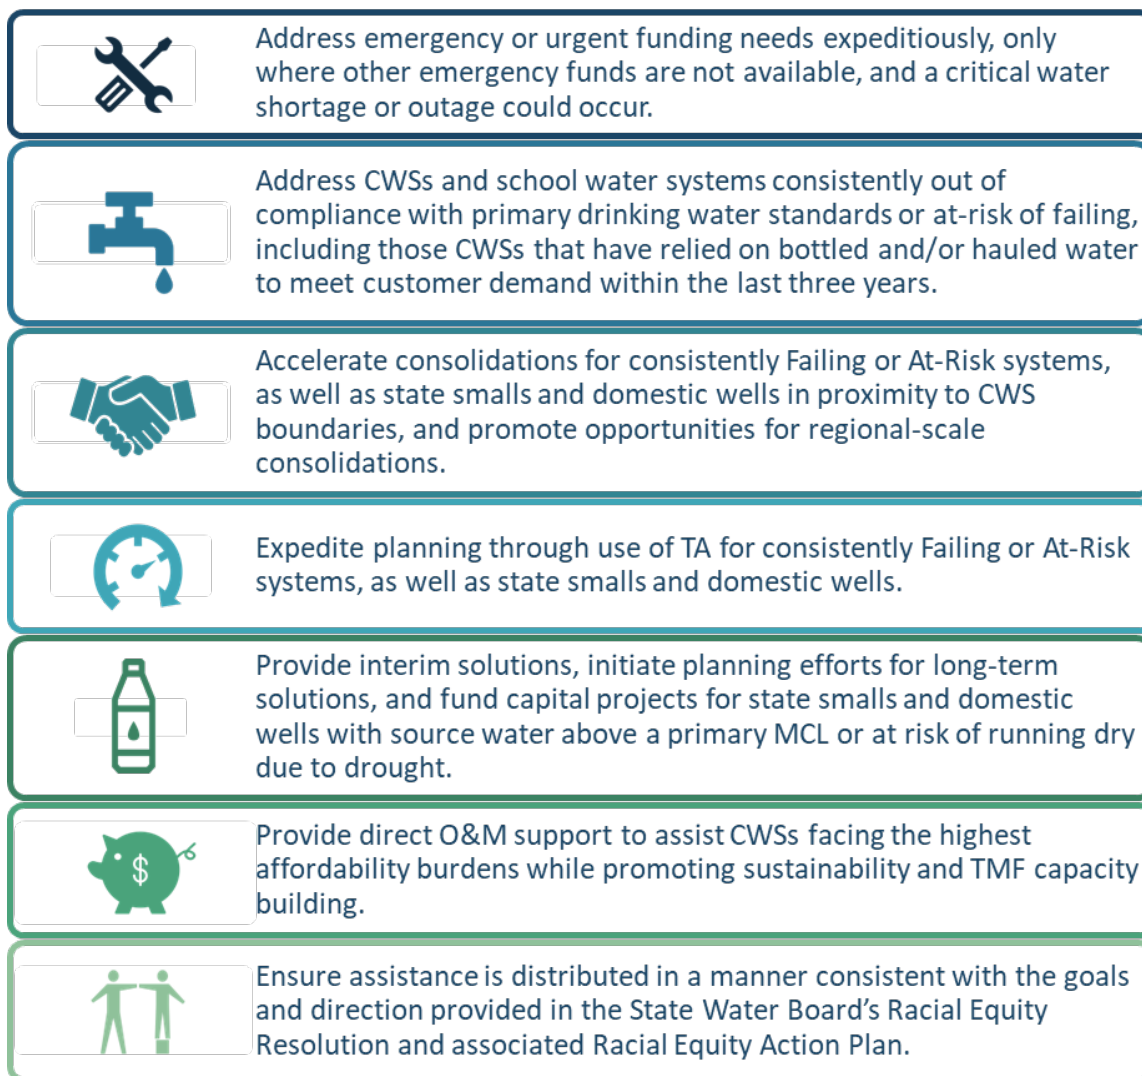 Address emergency or urgent funding needs expeditiously, only
where other emergency funds are not available, and a critical water
shortage or outage could occur.
Address CWSs and school water systems consistently out of
compliance with primary drinking water standards or at-risk of failing,
including those CWSs that have relied on bottled and/or hauled water
to meet customer demand within the last three years.
Accelerate consolidations for consistently Failing or At-Risk systems,
as well as state smalls and domestic wells in proximity to CWS
boundaries, and promote opportunities for regional-scale
consolidations.
Expedite planning through use of TA for consistently Failing or At-Risk
systems, as well as state smalls and domestic wells.
Provide interim solutions, initiate planning efforts for long-term
solutions, and fund capital projects for state smalls and domestic
wells with source water above a primary MCL or at risk of running dry
due to drought.
$
Provide direct O&M support to assist CWSs facing the highest
affordability burdens while promoting sustainability and TMF capacity
building.
Ensure assistance is distributed in a manner consistent with the goals
and direction provided in the State Water Board’s Racial Equity
Resolution and associated Racial Equity Action Plan.